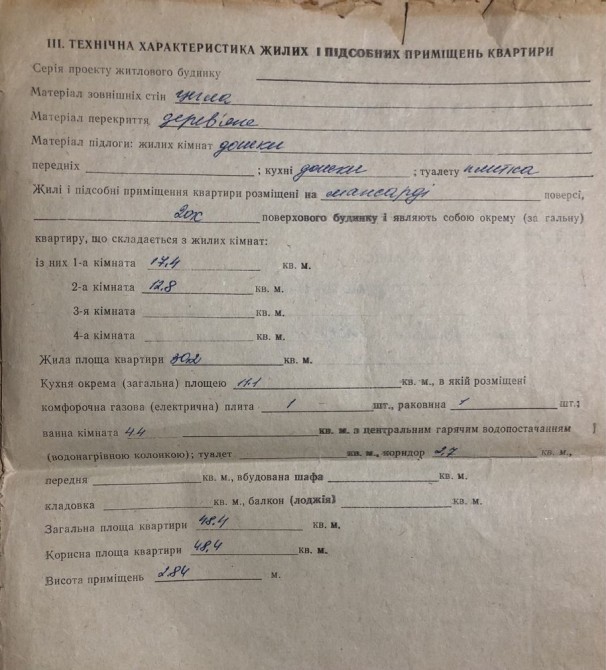 III. ТЕХНІЧНА ХАРАКТЕРИСТИКА ЖИЛИХ І ПІДСОБНИХ ПРИМІЩЕНЬ КВАРТИРИ
Серія проекту житлового будинку
Матеріал зовнішніх стін цегла
Матеріал перекриття, дерев'яне
Матеріал підлоги: жилих кімнат дошки
передніх ; кухні дошки ; туалету плитка
Жилі і підсобні приміщення квартири розміщені на мансарді поверсі,
2ох поверхового будинку і являють собою окрему (за гальну)
квартиру, що складається з жилих кімнат:
із них 1-а кімната 17,4 кв. м.
2-а кімната 12,8 кв. м.
3-я кімната кв. м.
4-а кімната кв. м.
Жила площа квартири 30,2 кв. м.
Кухня окрема (загальна) площею 11,1 кв. м., в якій розміщені
комфорочна газова (електрична) плита 1 шт., раковина 1 шт.;
ванна кімната 4,4 кв. м. з центральним гарячим водопостачанням
(водонагрівною колонкою); туалет кв. м., коридор 2,7 кв. м.,
передня кв. м., вбудована шафа кв. м.
кладовка кв. м., балкон (лоджія) кв. м.
Загальна площа квартири 48,4 кв. м.
Корисна площа квартири 48,4 кв. м.
Висота приміщень 2,84 м.